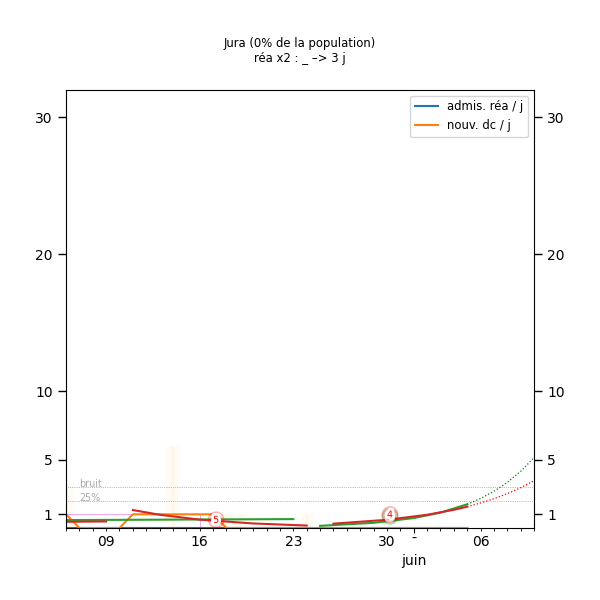 Jura (0% de la population)
réa x2 : _ –> 3 j
admis. réa / j
nouv. dc / j
30 30
20 20
10 10
5 5
bruit
25%
1 1
5 4
09 16 23 30 - 06
juin